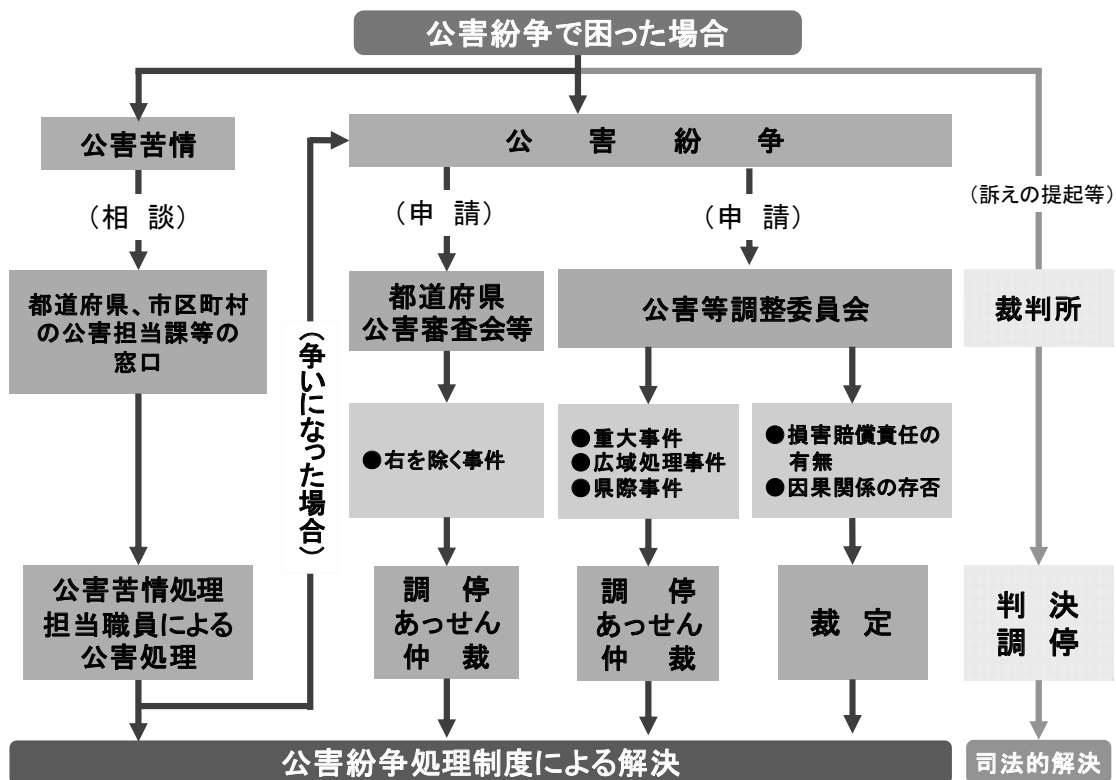 公害紛争で困った場合
公害苦情
公害紛争
（相談）
（申請）
（申請）
（訴えの提起等）
都道府県、市区町村
の公害担当課等の
窓口
（争いになった場合）
都道府県
公害審査会等
公害等調整委員会
裁判所
●右を除く事件
●重大事件
●広域処理事件
●県際事件
●損害賠償責任の
有無
●因果関係の存否
公害苦情処理
担当職員による
公害処理
調停
あっせん
仲裁
調停
あっせん
仲裁
裁定
判決
調停
公害紛争処理制度による解決
司法的解決